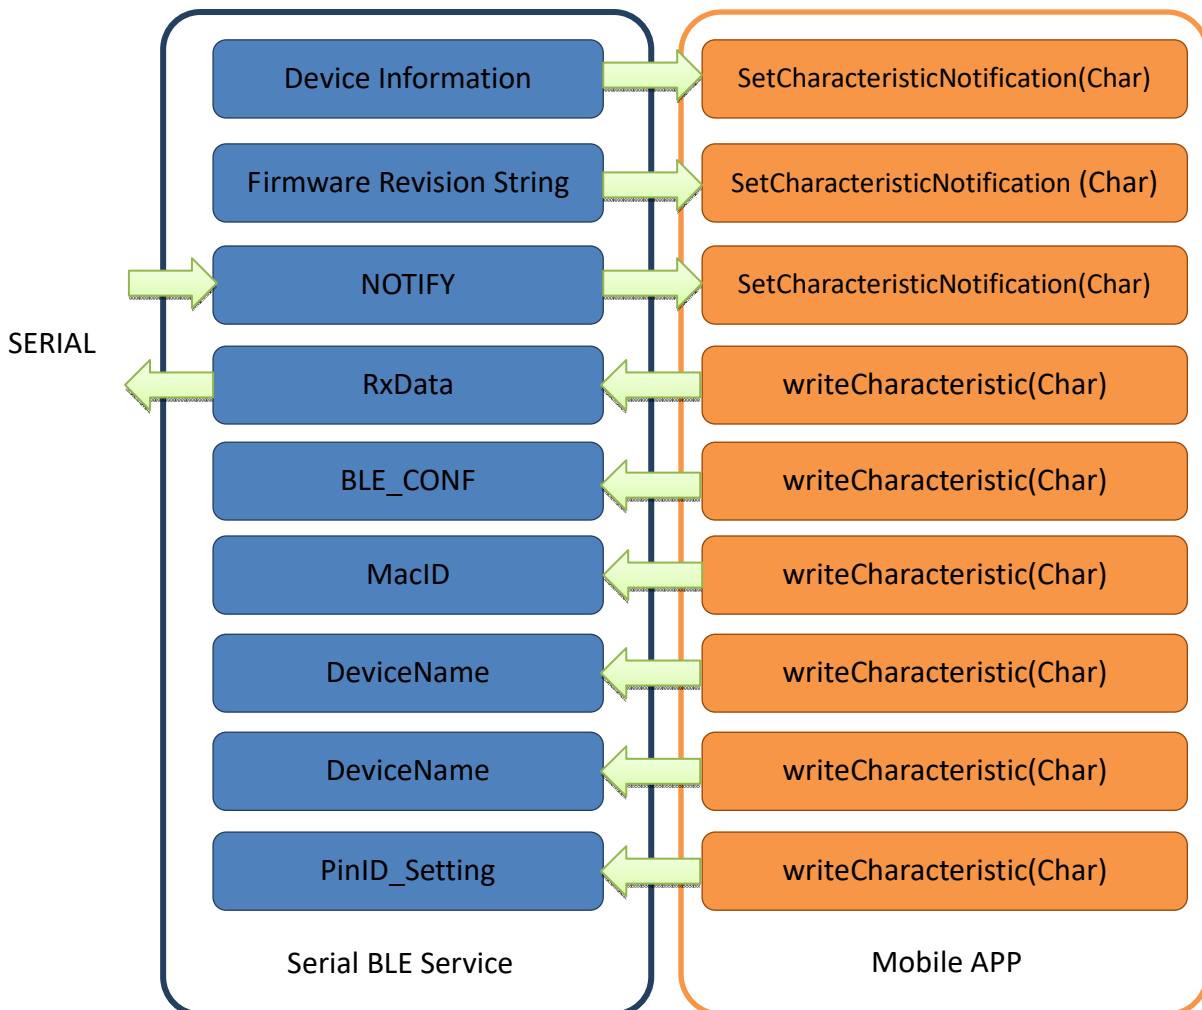 Device Information
SetCharacteristicNotification(Char)
Firmware Revision String
SetCharacteristicNotification (Char)
NOTIFY
SetCharacteristicNotification(Char)
SERIAL
RxData
writeCharacteristic(Char)
BLE_CONF
writeCharacteristic(Char)
MacID
writeCharacteristic(Char)
DeviceName
writeCharacteristic(Char)
DeviceName
writeCharacteristic(Char)
PinID_Setting
writeCharacteristic(Char)
Serial BLE Service
Mobile APP